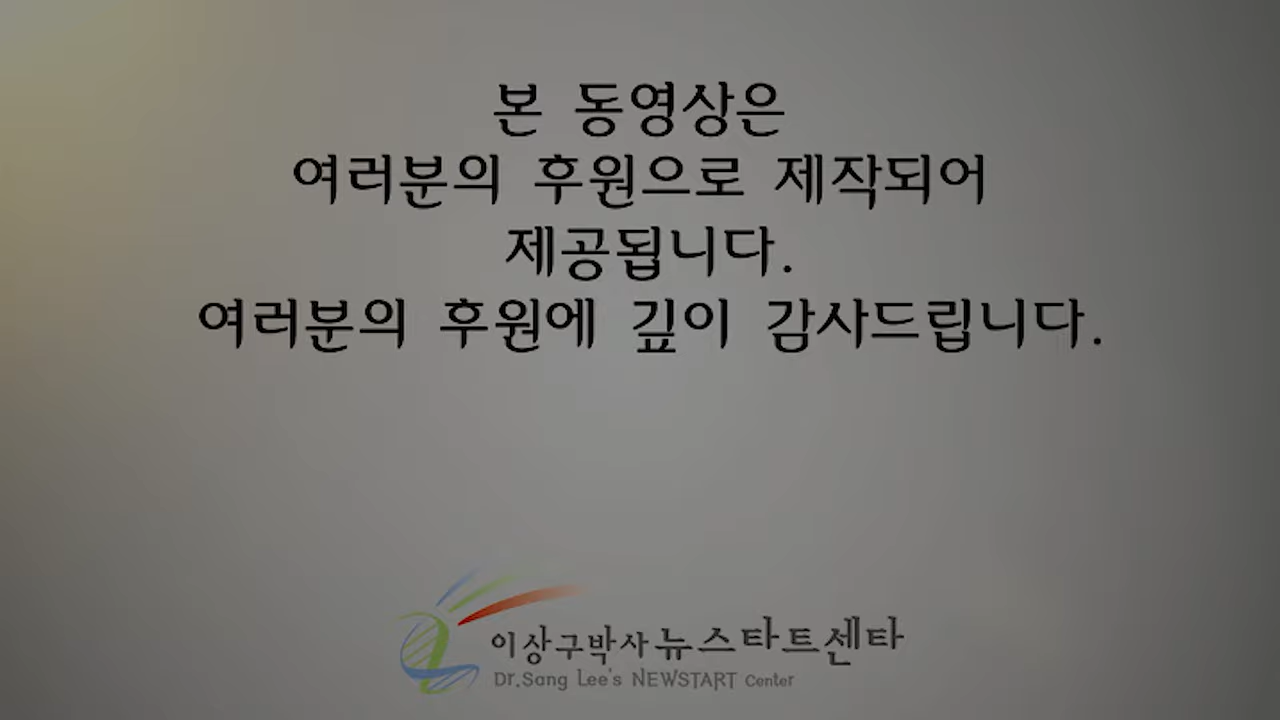 본 동영상은
여러분의 후원으로 제작되어
제공됩니다.
여러분의 후원에 깊이 감사드립니다.
이상구박사 뉴스타트센타
Dr.Sang Lee's NEWSTART Center